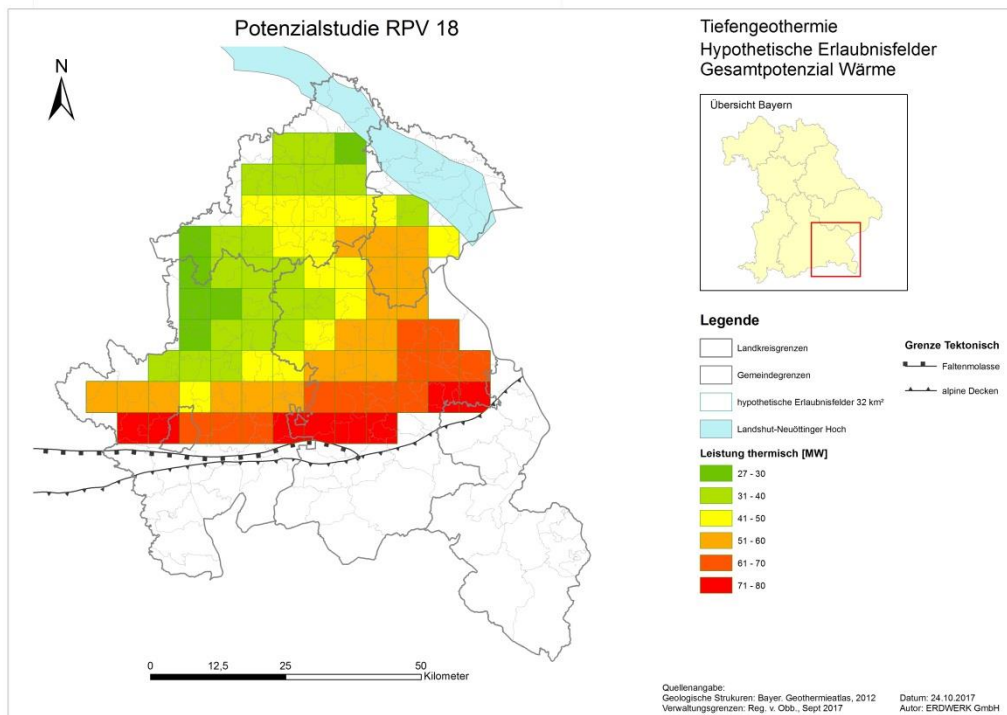 Potenzialstudie RPV 18
N
0
12,5
25
50
Kilometer
Tiefengeothermie
Hypothetische Erlaubnisfelder
Gesamtpotenzial Wärme
Übersicht Bayern
Legende
Landkreisgrenzen
Gemeindegrenzen
hypothetische Erlaubnisfelder 32 km²
Landshut-Neuöttinger Hoch
Grenze Tektonisch
Faltenmolasse
alpine Decken
Leistung thermisch [MW]
27 - 30
31 - 40
41 - 50
51 - 60
61 - 70
71 - 80
Quellenangabe:
Geologische Strukuren: Bayer. Geothermieatlas, 2012
Verwaltungsgrenzen: Reg. v. Obb., Sept 2017
Datum: 24.10.2017
Autor: ERDWERK GmbH